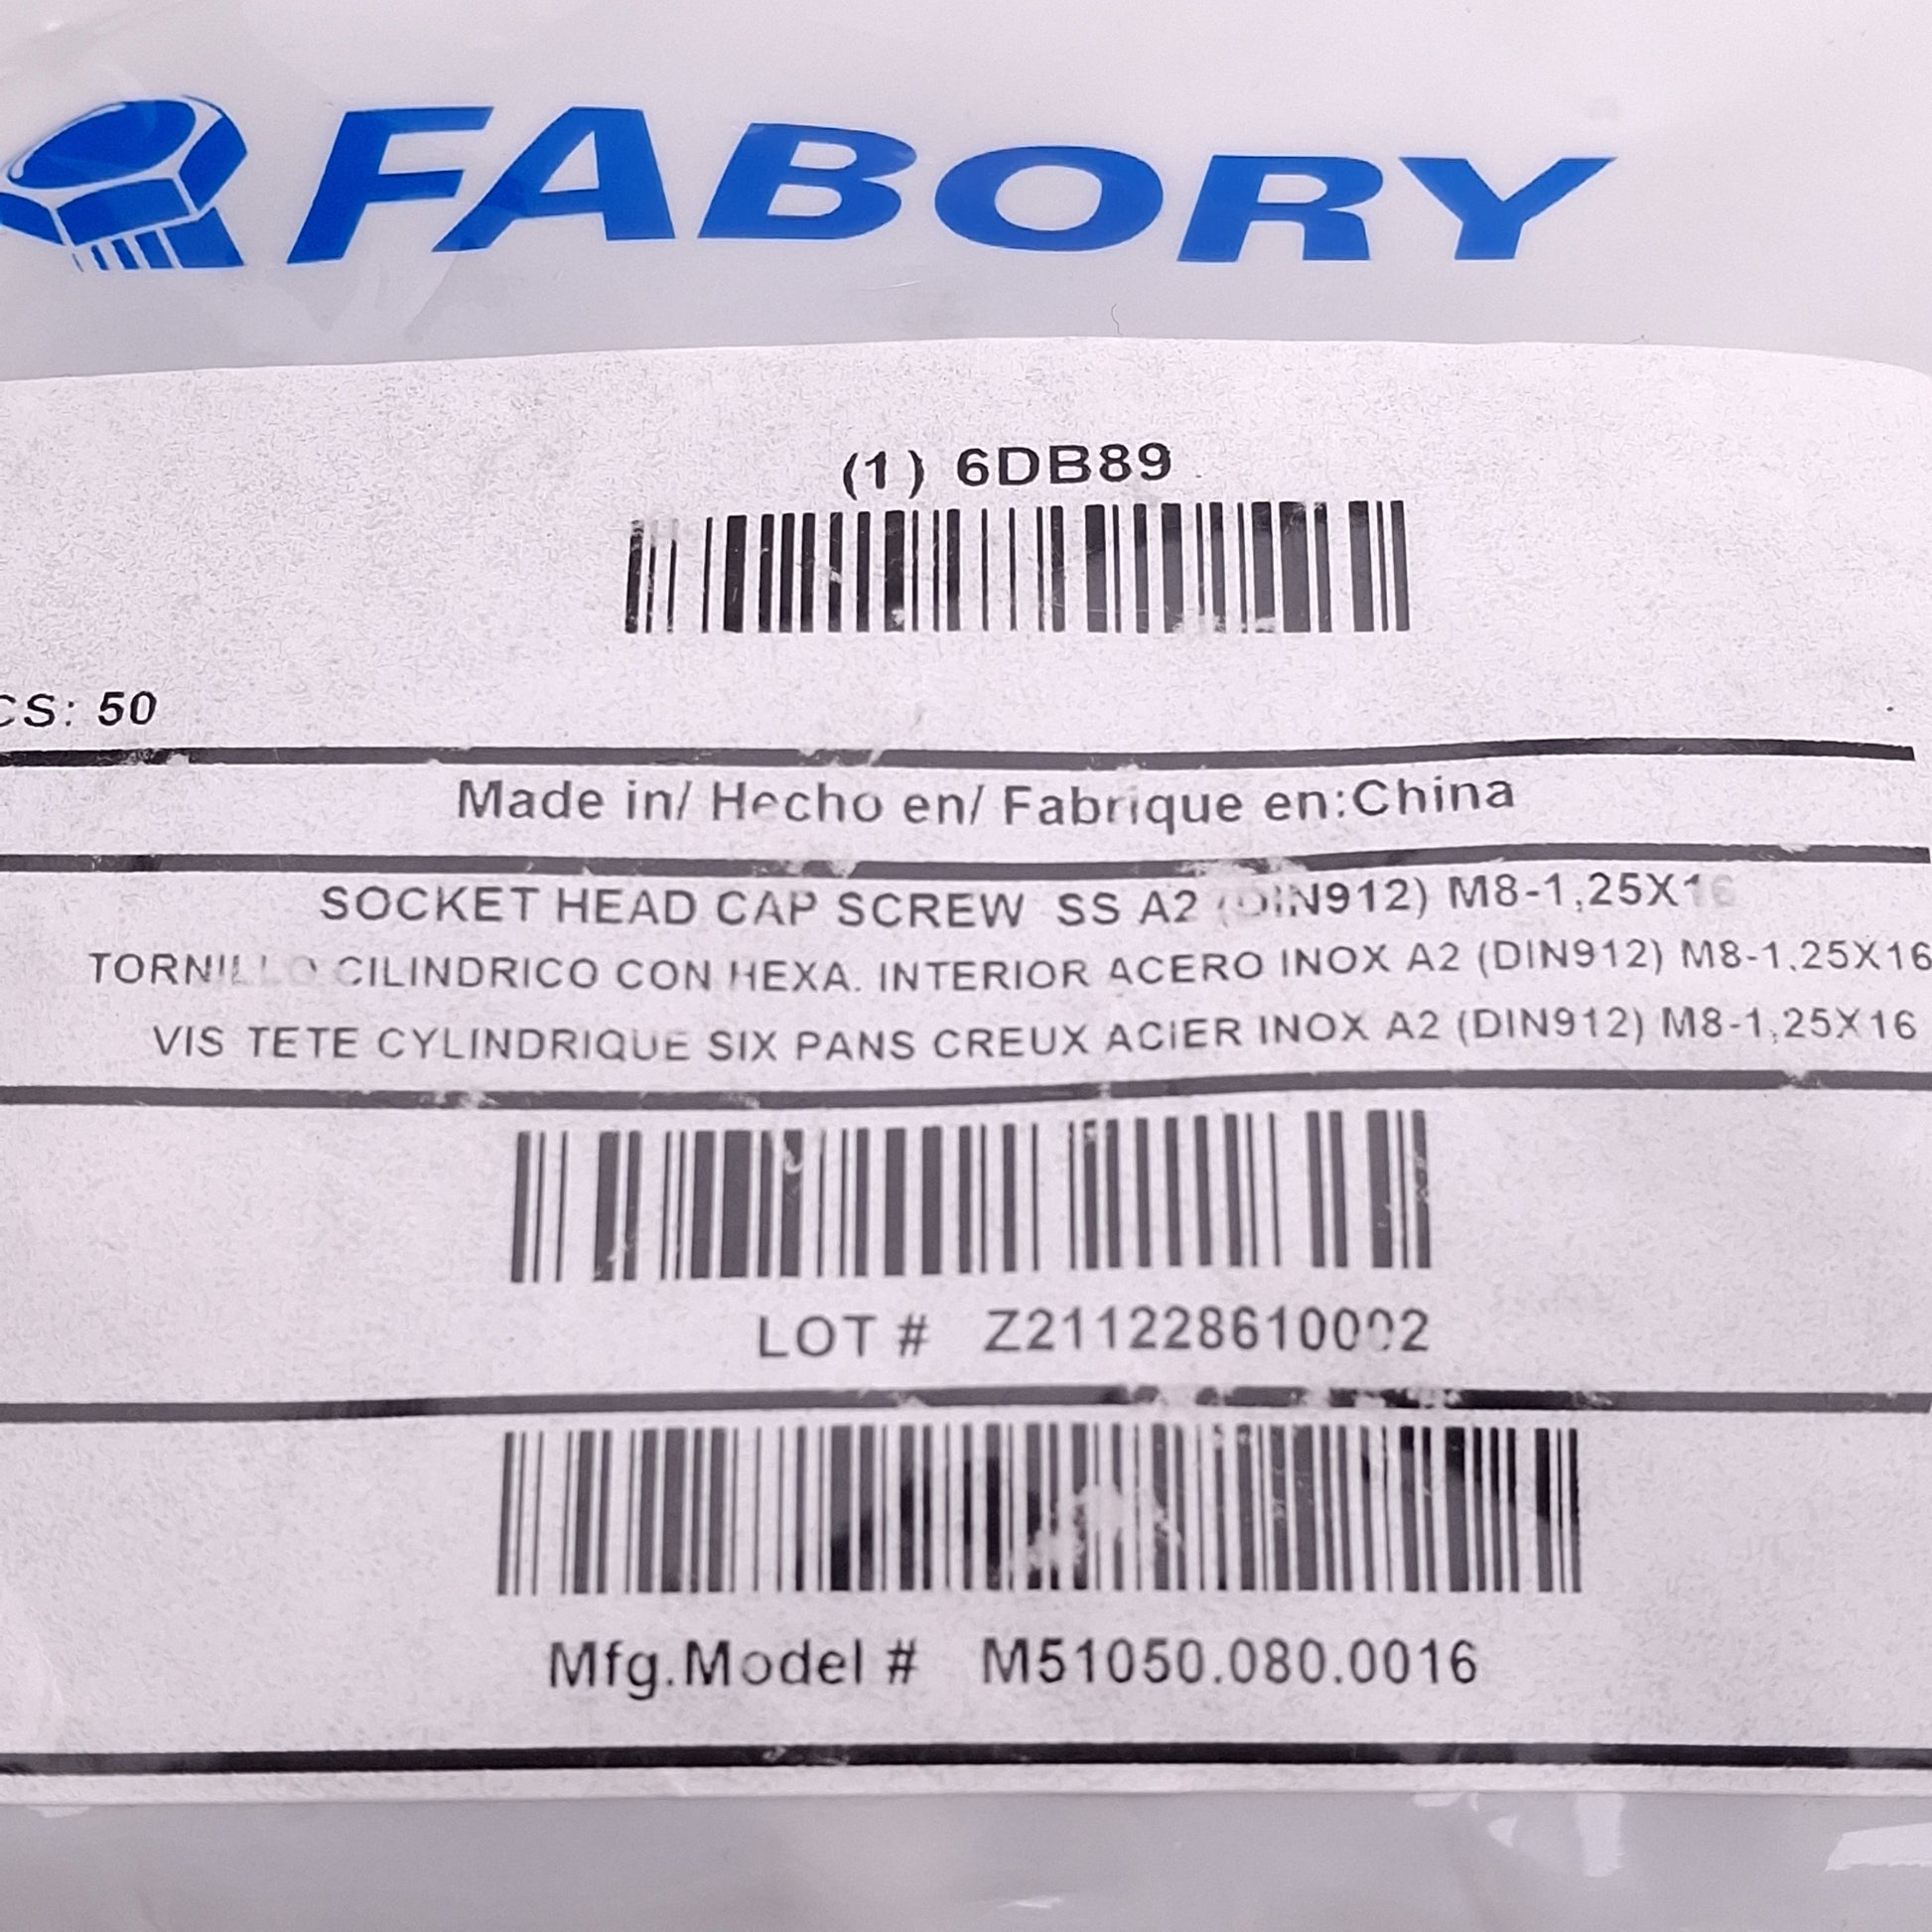 FABORY
(1) 6DB89
CS: 50
Made in/ Hecho en/ Fabrique en:China
SOCKET HEAD CAP SCREW SS A2 (DIN912) M8-1,25X16
TORNILLO CILINDRICO CON HEXA. INTERIOR ACERO INOX A2 (DIN912) M8-1,25X16
VIS TETE CYLINDRIQUE SIX PANS CREUX ACIER INOX A2 (DIN912) M8-1,25X16
LOT # Z211228610002
Mfg.Model # M51050.080.0016